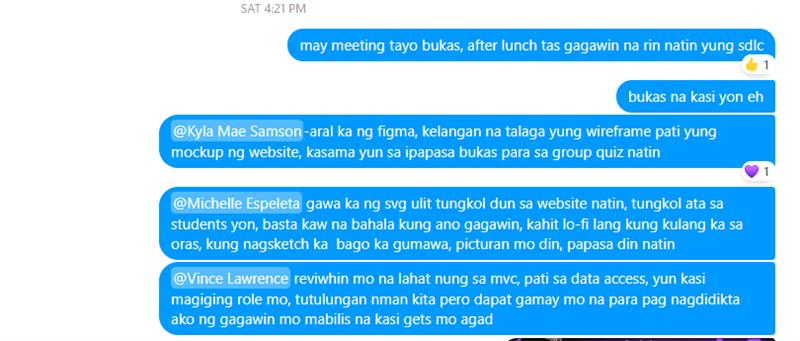 SAT 4:21 PM
may meeting tayo bukas, after lunch tas gagawin na rin natin yung sdlc
1
bukas na kasi yon eh
@Kyla Mae Samson-aral ka ng figma, kelangan na talaga yung wireframe pati yung
mockup ng website, kasama yun sa ipapasa bukas para sa group quiz natin
1
@Michelle Espeleta gawa ka ng svg ulit tungkol dun sa website natin, tungkol ata sa
students yon, basta kaw na bahala kung ano gagawin, kahit lo-fi lang kung kulang ka sa
oras, kung nagsketch ka bago ka gumawa, picturan mo din, papasa din natin
@Vince Lawrence reviwhin mo na lahat nung sa mvc, pati sa data access, yun kasi
magiging role mo, tutulungan nman kita pero dapat gamay mo na para pag nagdidikta
ako ng gagawin mo mabilis na kasi gets mo agad